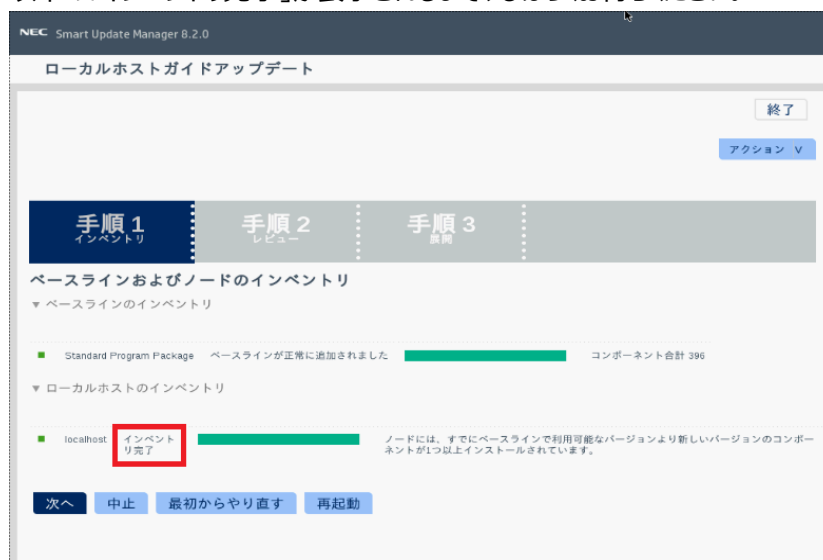 NEC Smart Update Manager 8.2.0
ローカルホストガイドアップデート
終了
アクション V
手順 1
インベントリ
手順 2
レビュー
手順 3
展開
ベースラインおよびノードのインベントリ
▼ ベースラインのインベントリ
Standard Program Package ベースラインが正常に追加されました コンポーネント合計 396
▼ ローカルホストのインベントリ
localhost インベント
リ完了
ノードには、すでにベースラインで利用可能なバージョンより新しいバージョンのコンポー
ネントが1つ以上インストールされています。
次へ 中止 最初からやり直す 再起動